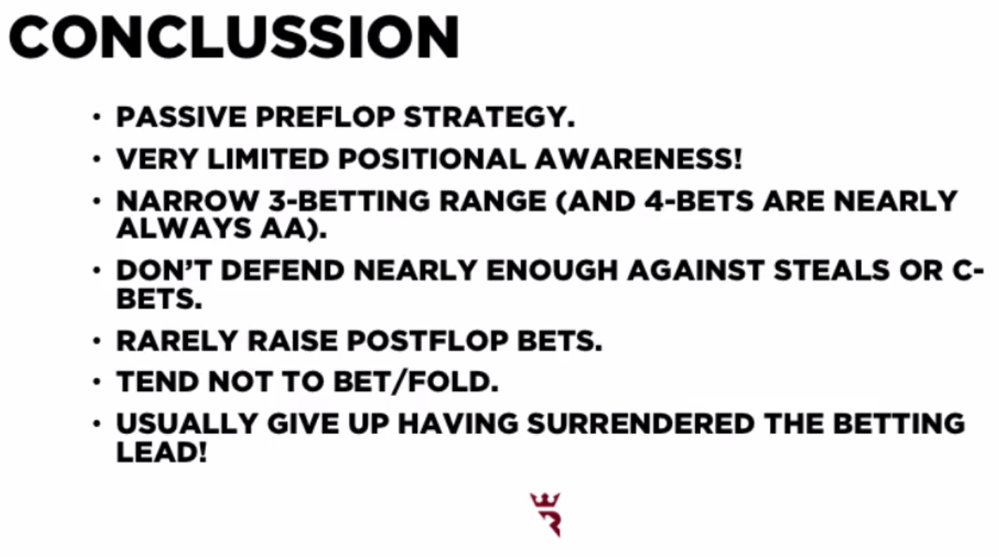 CONCLUSSION
• PASSIVE PREFLOP STRATEGY.
• VERY LIMITED POSITIONAL AWARENESS!
• NARROW 3-BETTING RANGE (AND 4-BETS ARE NEARLY
ALWAYS AA).
• DON'T DEFEND NEARLY ENOUGH AGAINST STEALS OR C-
BETS.
• RARELY RAISE POSTFLOP BETS.
• TEND NOT TO BET/FOLD.
• USUALLY GIVE UP HAVING SURRENDERED THE BETTING
LEAD!